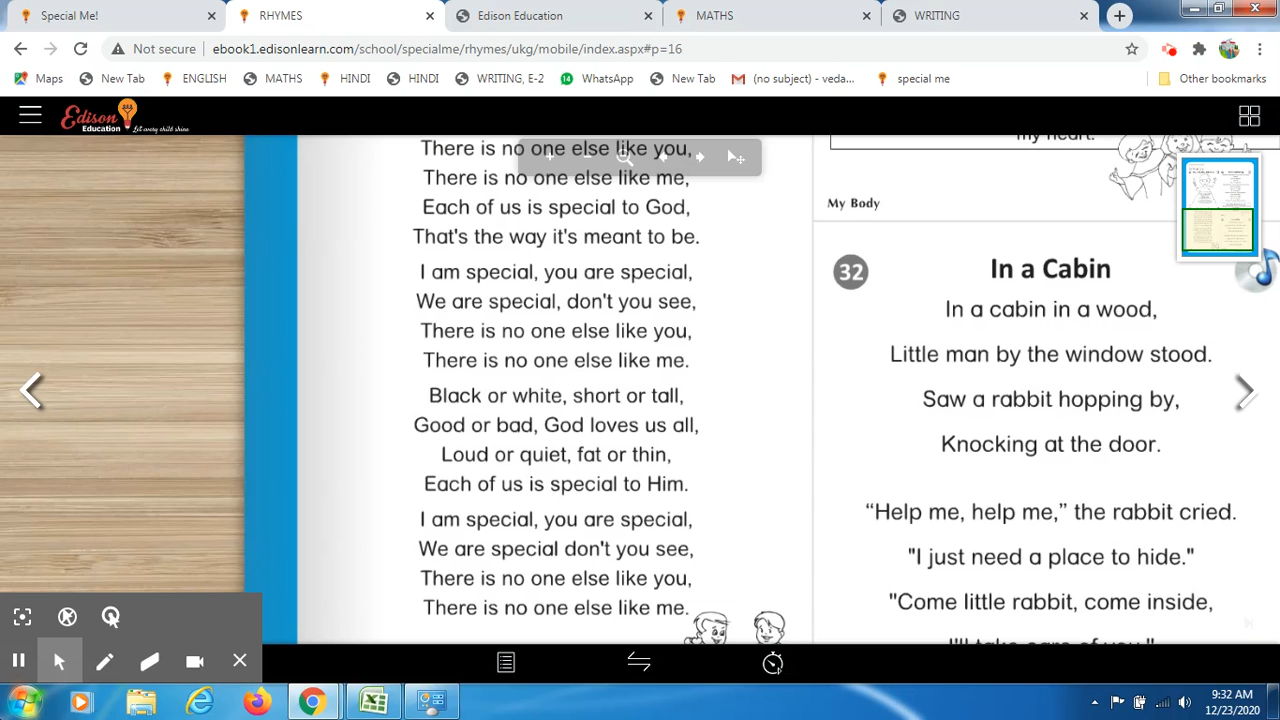 Special Me!
RHYMES
Edison Education
MATHS
WRITING
Not secure
ebook1.edisonlearn.com/school/specialme/rhymes/ukg/mobile/index.aspx#p=16
Maps
New Tab
ENGLISH
MATHS
HINDI
HINDI
WRITING, E-2
14
WhatsApp
New Tab
(no subject) - veda...
special me
Other bookmarks
Edison
Education
Let every child shine
There is no one else like you,
There is no one else like me,
Each of us is special to God,
That's the way it's meant to be.
I am special, you are special,
We are special, don't you see,
There is no one else like you,
There is no one else like me.
Black or white, short or tall,
Good or bad, God loves us all,
Loud or quiet, fat or thin,
Each of us is special to Him.
I am special, you are special,
We are special don't you see,
There is no one else like you,
There is no one else like me.
my heart.
My Body
32
In a Cabin
In a cabin in a wood,
Little man by the window stood.
Saw a rabbit hopping by,
Knocking at the door.
“Help me, help me,” the rabbit cried.
"I just need a place to hide."
"Come little rabbit, come inside,
I'll take care of you."
9:32 AM
12/23/2020